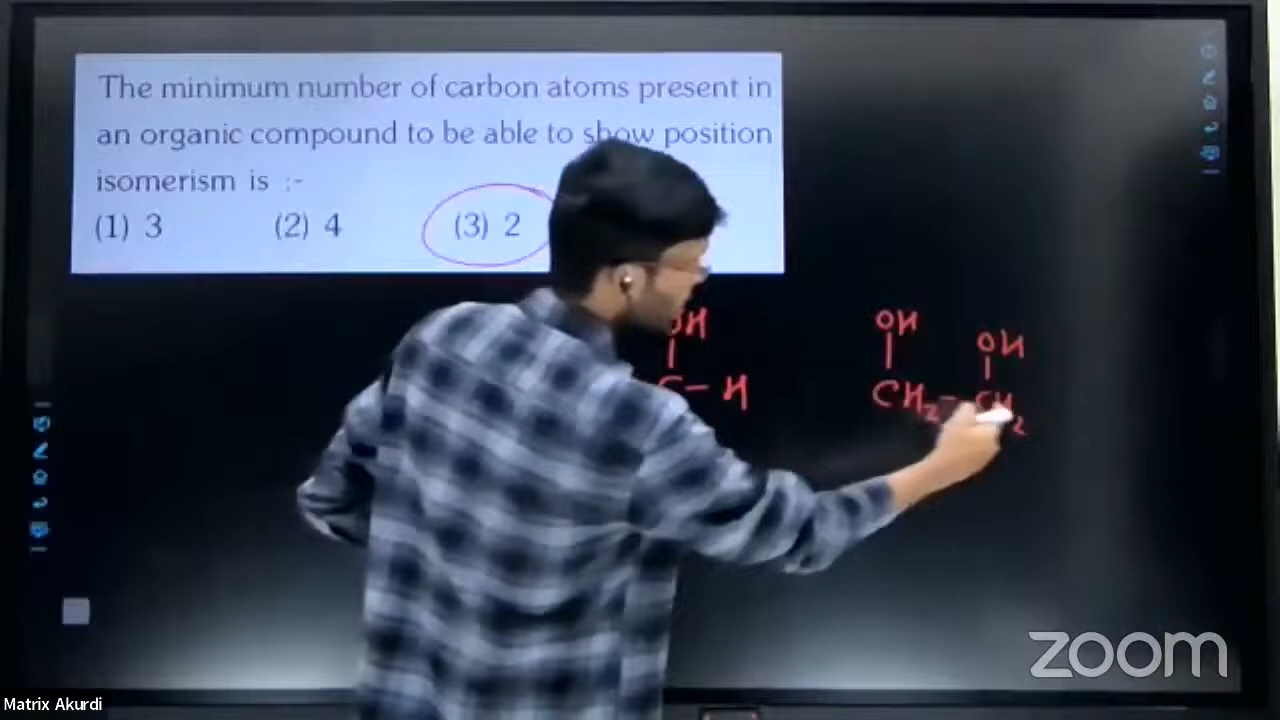 The minimum number of carbon atoms present in
an organic compound to be able to show position
isomerism is :-
(1) 3 (2) 4 (3) 2
OH OH
OH
C – H CH2 – CH2
zoom
Matrix Akurdi